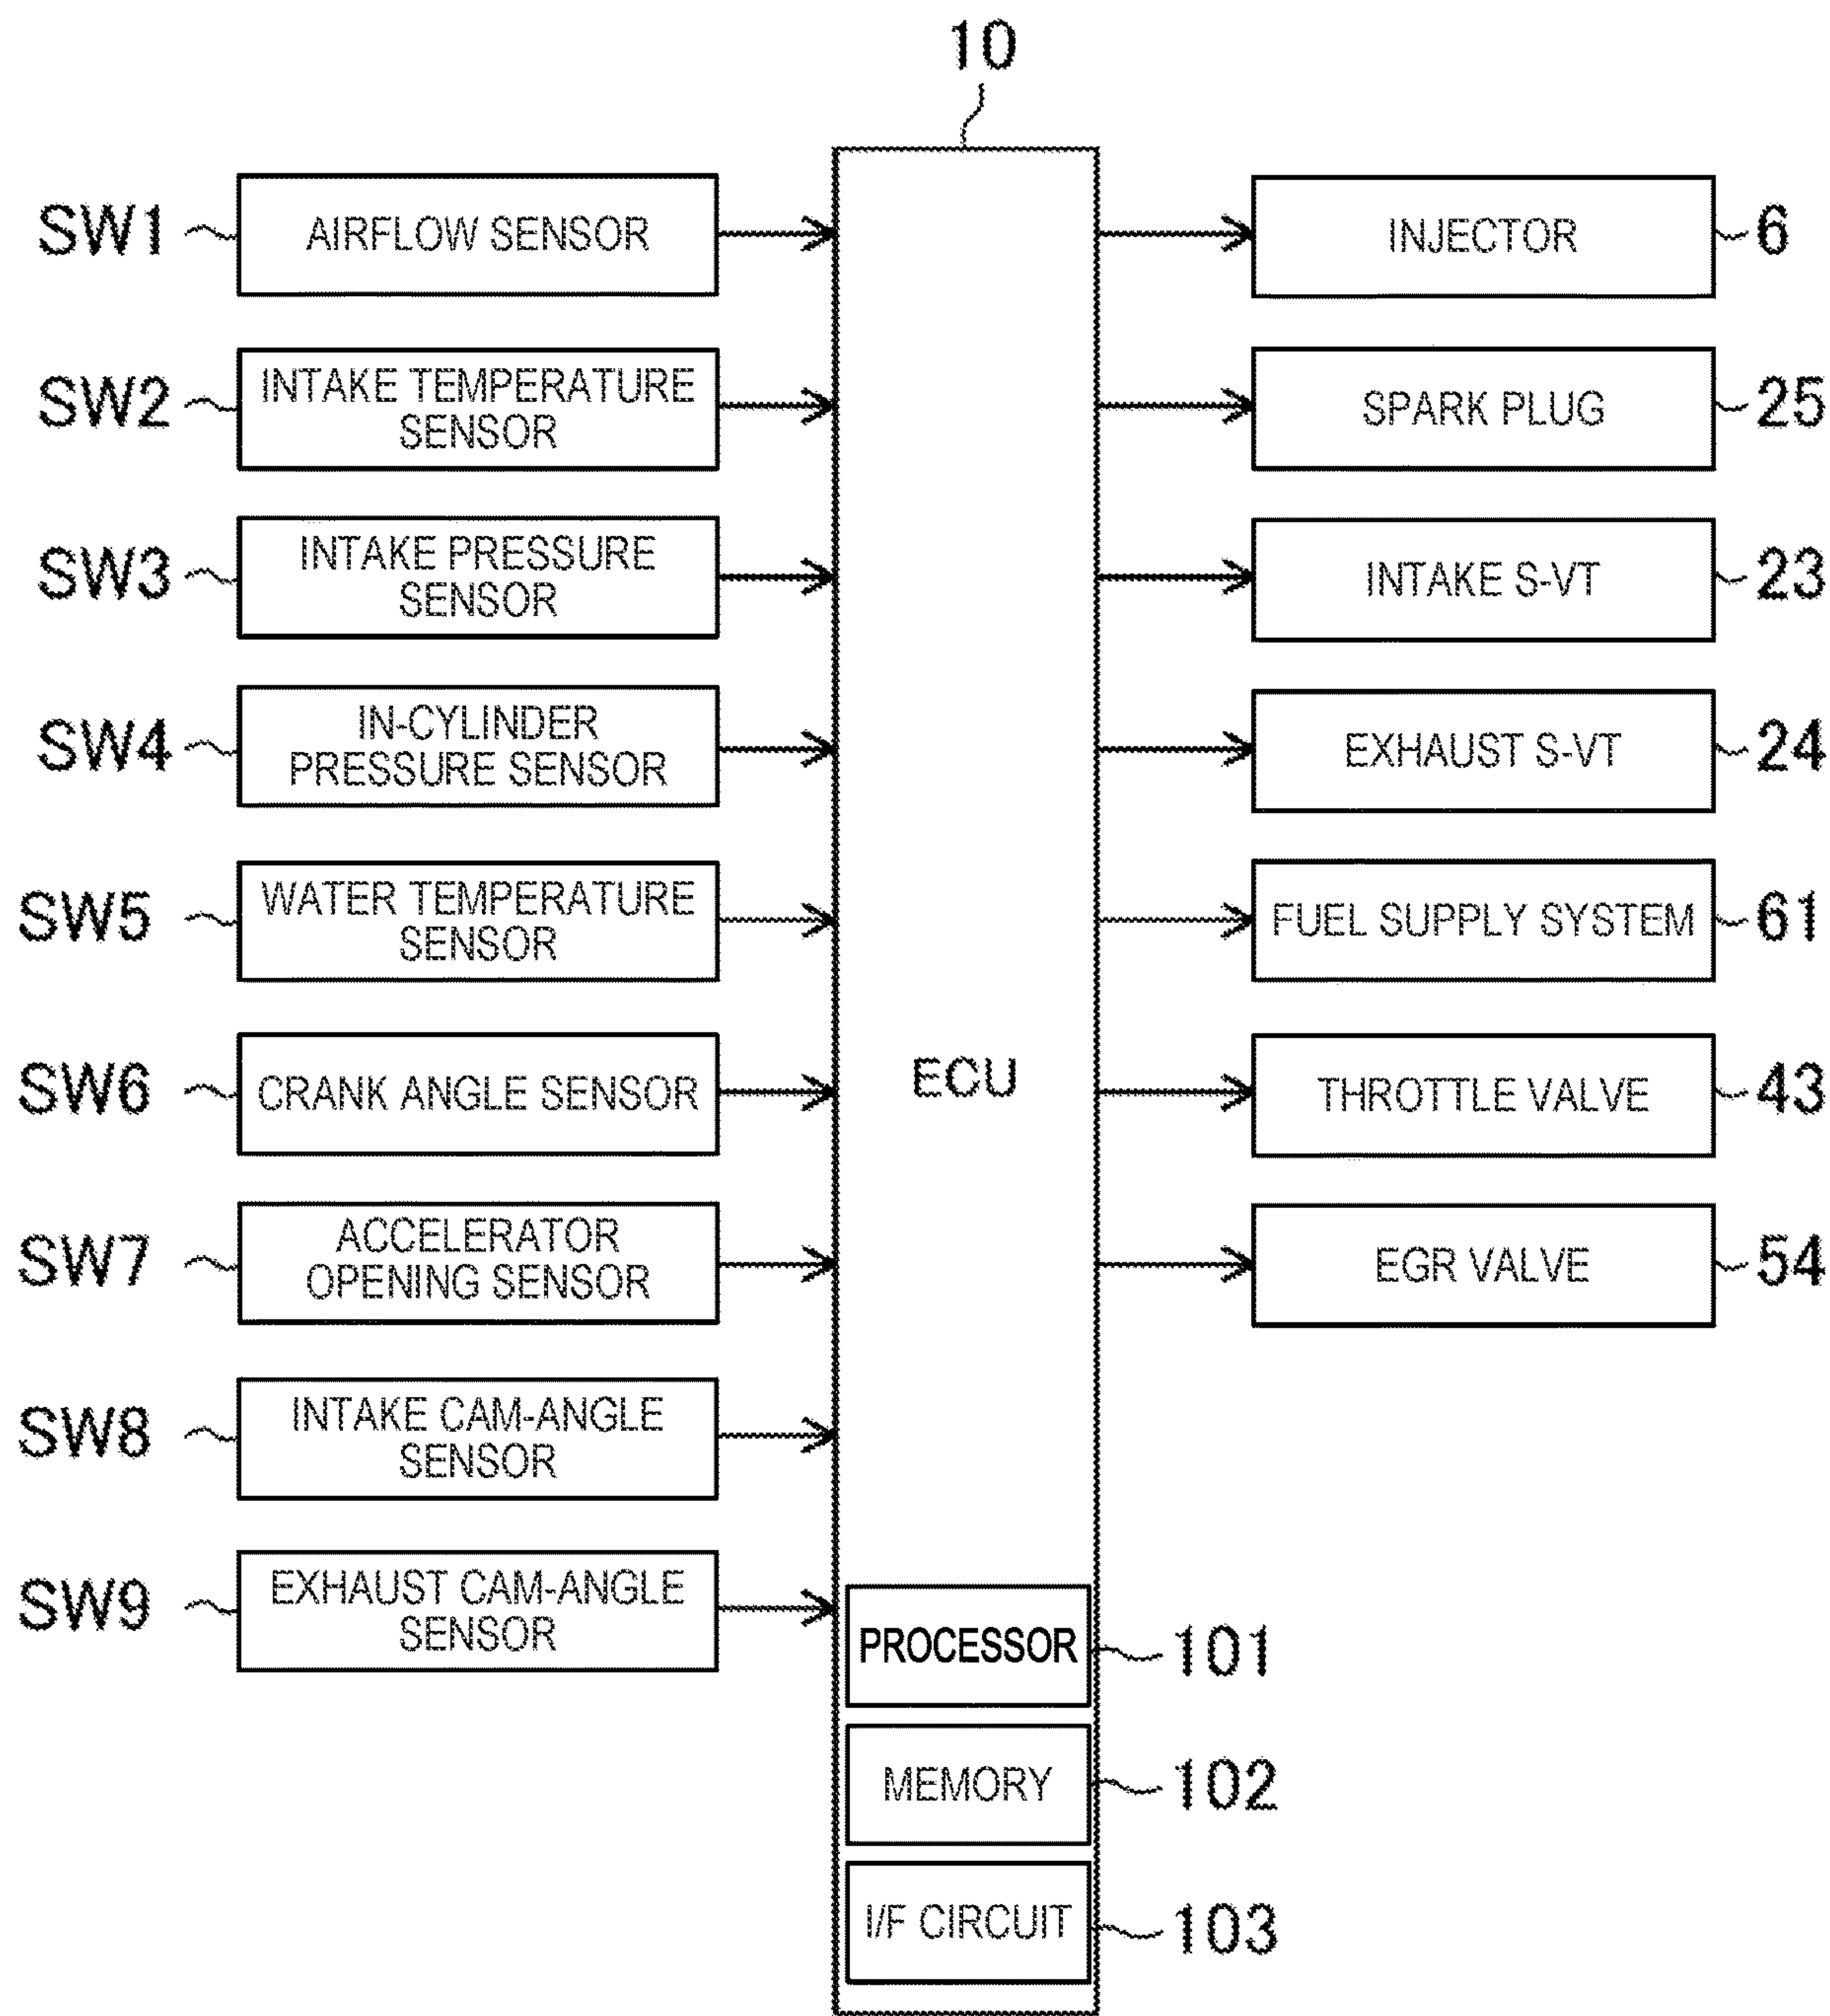 10
SW1
AIRFLOW SENSOR
INJECTOR
6
SW2
INTAKE TEMPERATURE
SENSOR
SPARK PLUG
25
SW3
INTAKE PRESSURE
SENSOR
INTAKE S-VT
23
SW4
IN-CYLINDER
PRESSURE SENSOR
EXHAUST S-VT
24
SW5
WATER TEMPERATURE
SENSOR
FUEL SUPPLY SYSTEM
61
SW6
CRANK ANGLE SENSOR
ECU
THROTTLE VALVE
43
SW7
ACCELERATOR
OPENING SENSOR
EGR VALVE
54
SW8
INTAKE CAM-ANGLE
SENSOR
SW9
EXHAUST CAM-ANGLE
SENSOR
PROCESSOR
101
MEMORY
102
I/F CIRCUIT
103